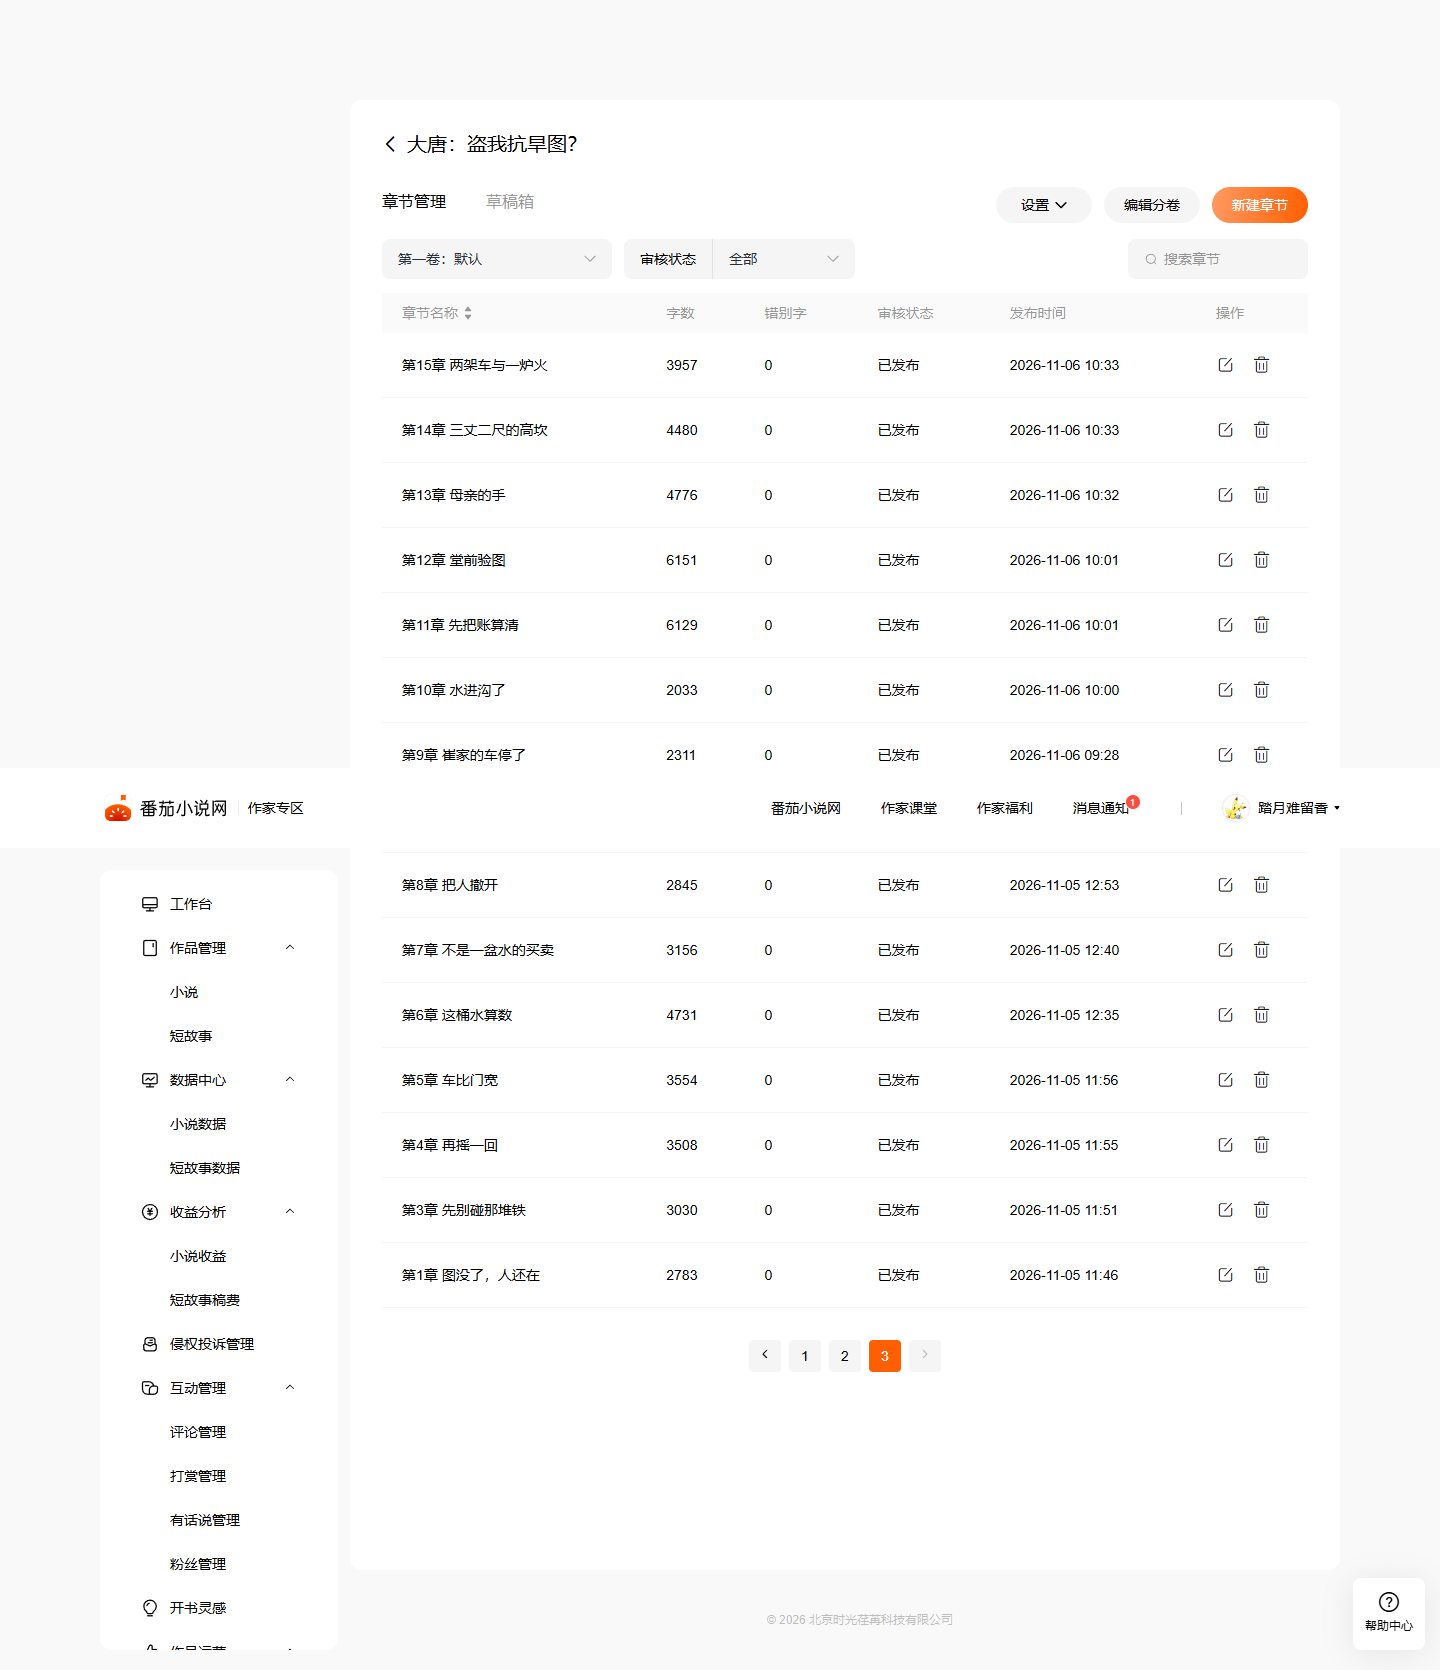 大唐：盗我抗旱图？
章节管理 草稿箱 设置 编辑分卷 新建章节
第一卷：默认 审核状态 全部 搜索章节
章节名称 字数 错别字 审核状态 发布时间 操作
第15章 两架车与一炉火 3957 0 已发布 2026-11-06 10:33
第14章 三丈二尺的高坎 4480 0 已发布 2026-11-06 10:33
第13章 母亲的手 4776 0 已发布 2026-11-06 10:32
第12章 堂前验图 6151 0 已发布 2026-11-06 10:01
第11章 先把账算清 6129 0 已发布 2026-11-06 10:01
第10章 水进沟了 2033 0 已发布 2026-11-06 10:00
第9章 崔家的车停了 2311 0 已发布 2026-11-06 09:28
番茄小说网 作家专区 番茄小说网 作家课堂 作家福利 消息通知 1 踏月难留香
第8章 把人撤开 2845 0 已发布 2026-11-05 12:53
第7章 不是一盆水的买卖 3156 0 已发布 2026-11-05 12:40
第6章 这桶水算数 4731 0 已发布 2026-11-05 12:35
第5章 车比门宽 3554 0 已发布 2026-11-05 11:56
第4章 再摇一回 3508 0 已发布 2026-11-05 11:55
第3章 先别碰那堆铁 3030 0 已发布 2026-11-05 11:51
第1章 图没了，人还在 2783 0 已发布 2026-11-05 11:46
1 2 3
工作台
作品管理
小说
短故事
数据中心
小说数据
短故事数据
收益分析
小说收益
短故事稿费
侵权投诉管理
互动管理
评论管理
打赏管理
有话说管理
粉丝管理
开书灵感
© 2026 北京时光荏苒科技有限公司
帮助中心